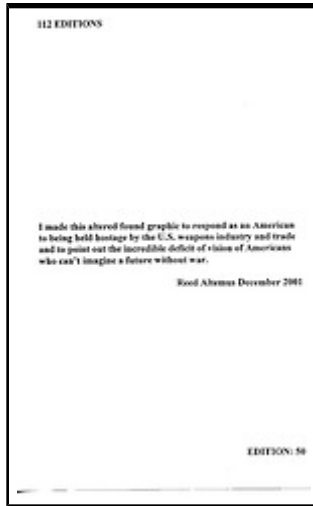 112 EDITIONS
I made this altered found graphic to respond as an American
to being held hostage by the U.S. weapons industry and trade
and to point out the incredible deficit of vision of Americans
who can't imagine a future without war.
Reed Altemus December 2001
EDITION: 50